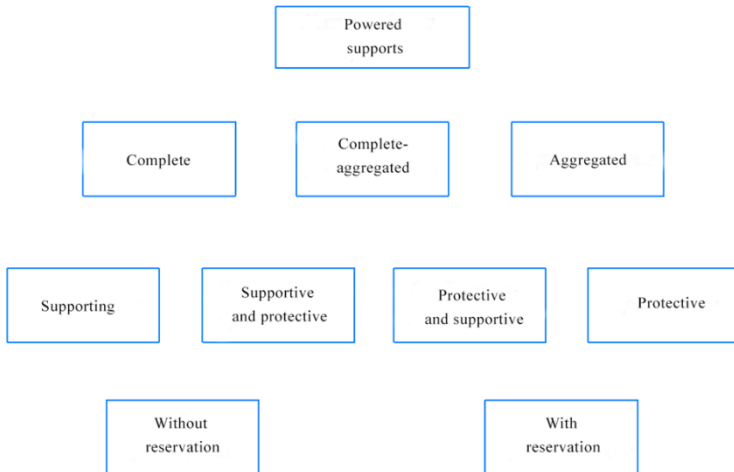 Powered
supports
Complete
Complete-
aggregated
Aggregated
Supporting
Supportive
and protective
Protective
and supportive
Protective
Without
reservation
With
reservation